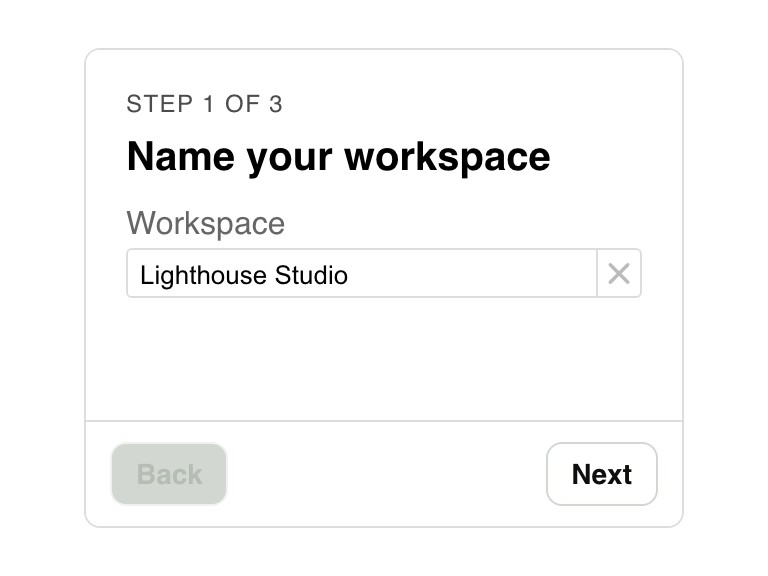 STEP 1 OF 3
Name your workspace
Workspace
Lighthouse Studio
Back
Next